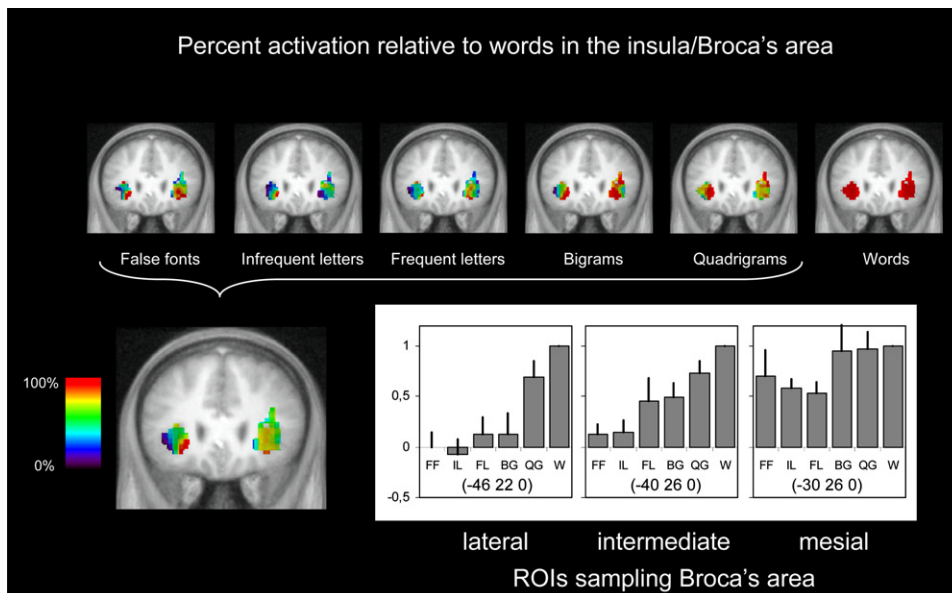 Percent activation relative to words in the insula/Broca's area
False fonts Infrequent letters Frequent letters Bigrams Quadrigrams Words
100%
0%
1
0,5
0
-0,5
FF IL FL BG QG W
(-46 22 0)
FF IL FL BG QG W
(-40 26 0)
FF IL FL BG QG W
(-30 26 0)
lateral intermediate mesial
ROIs sampling Broca's area